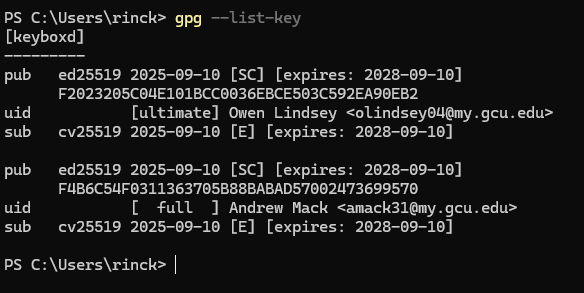 PS C:\Users\rinck> gpg --list-key
[keyboxd]
---------
pub   ed25519 2025-09-10 [SC] [expires: 2028-09-10]
      F2023205C04E101BCC0036EBCE503C592EA90EB2
uid           [ultimate] Owen Lindsey <olindsey04@my.gcu.edu>
sub   cv25519 2025-09-10 [E] [expires: 2028-09-10]

pub   ed25519 2025-09-10 [SC] [expires: 2028-09-10]
      F4B6C54F0311363705B88BABAD57002473699570
uid           [  full  ] Andrew Mack <amack31@my.gcu.edu>
sub   cv25519 2025-09-10 [E] [expires: 2028-09-10]

PS C:\Users\rinck>